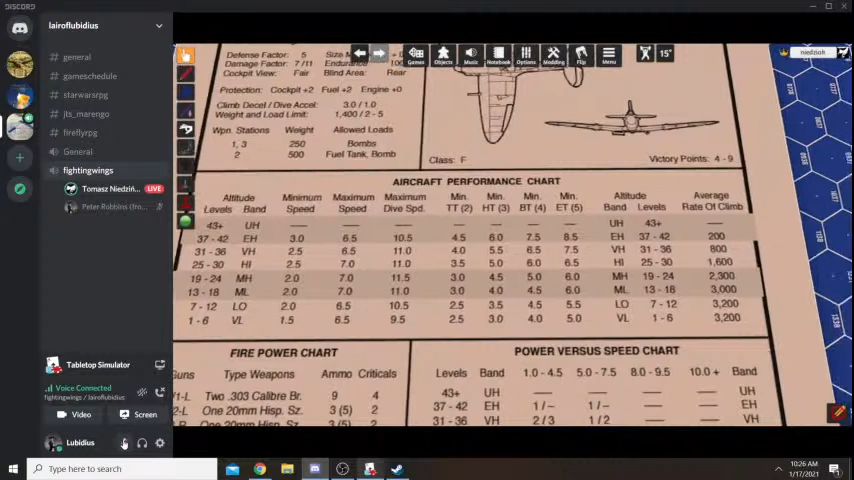 DISCORD
lairoflubidius
general
gameschedule
starwarsrpg
jts_marengo
fireflyrpg
General
fightingwings
Tomasz Niedziń... LIVE
Peter Robbins (fro...
Tabletop Simulator
Voice Connected
fightingwings / lairoflubidius
Video Screen
Lubidius
Games Objects Music Notebook Options Modding Flip Menu 15°
niedziak
Defense Factor: 5
Damage Factor: 7 / 11
Cockpit View: Fair Blind Area: Rear
Protection: Cockpit +2 Fuel +2 Engine +0
Climb Decel / Dive Accel: 3.0 / 1.0
Weight and Load Limit: 1,400 / 2 - 5
Wpn. Stations Weight Allowed Loads
1, 3 250 Bombs
2 500 Fuel Tank, Bomb
Class: F Victory Points: 4 - 9
AIRCRAFT PERFORMANCE CHART
Altitude Minimum Maximum Maximum Min. Min. Min. Min. Altitude Average
Levels Band Speed Speed Dive Spd. TT (2) HT (3) BT (4) ET (5) Band Levels Rate Of Climb
43+ UH — — — — — — — UH 43+ —
37 - 42 EH 3.0 6.5 10.5 4.5 6.0 7.5 8.5 EH 37 - 42 200
31 - 36 VH 2.5 6.5 11.0 4.0 5.5 6.5 7.5 VH 31 - 36 800
25 - 30 HI 2.5 7.0 11.0 3.5 5.0 6.0 6.5 HI 25 - 30 1,600
19 - 24 MH 2.0 7.0 11.5 3.0 4.5 5.0 6.0 MH 19 - 24 2,300
13 - 18 ML 2.0 7.0 11.0 3.0 4.0 4.5 6.0 ML 13 - 18 3,000
7 - 12 LO 2.0 6.5 10.5 2.5 3.5 4.5 5.5 LO 7 - 12 3,200
1 - 6 VL 1.5 6.5 9.5 2.5 3.0 4.0 5.0 VL 1 - 6 3,200
FIRE POWER CHART
Guns Type Weapons Ammo Criticals
/1-L Two .303 Calibre Br. 9 4
2-L One 20mm Hisp. Sz. 3 (5) 2
One 20mm Hisp. Sz. 3 (5) 2
POWER VERSUS SPEED CHART
Levels Band 1.0 - 4.5 5.0 - 7.5 8.0 - 9.5 10.0 + Band
43+ UH — — — — UH
37 - 42 EH 1 / – 1 / – — — EH
31 - 36 VH 2 / 3 1 / 2 — — VH
Type here to search
10:26 AM
1/17/2021